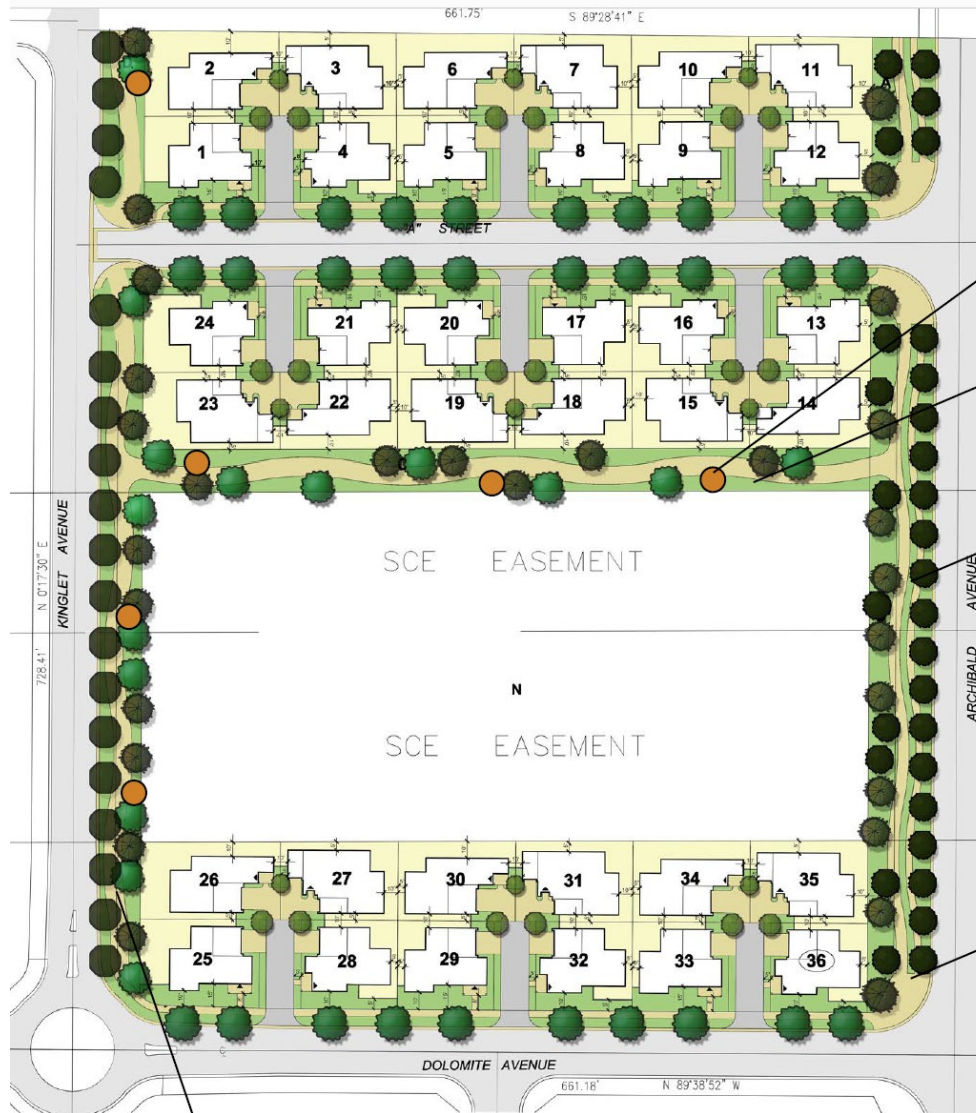 661.75' S 89°28'41" E
2 3 6 7 10 11
1 4 5 8 9 12
"A" STREET
24 21 20 17 16 13
23 22 19 18 15 14
KINGLET AVENUE
N 0°17'30" E
728.41'
SCE EASEMENT
N
SCE EASEMENT
ARCHIBALD AVENUE
26 27 30 31 34 35
25 28 29 32 33 36
DOLOMITE AVENUE
661.18' N 89°38'52" W